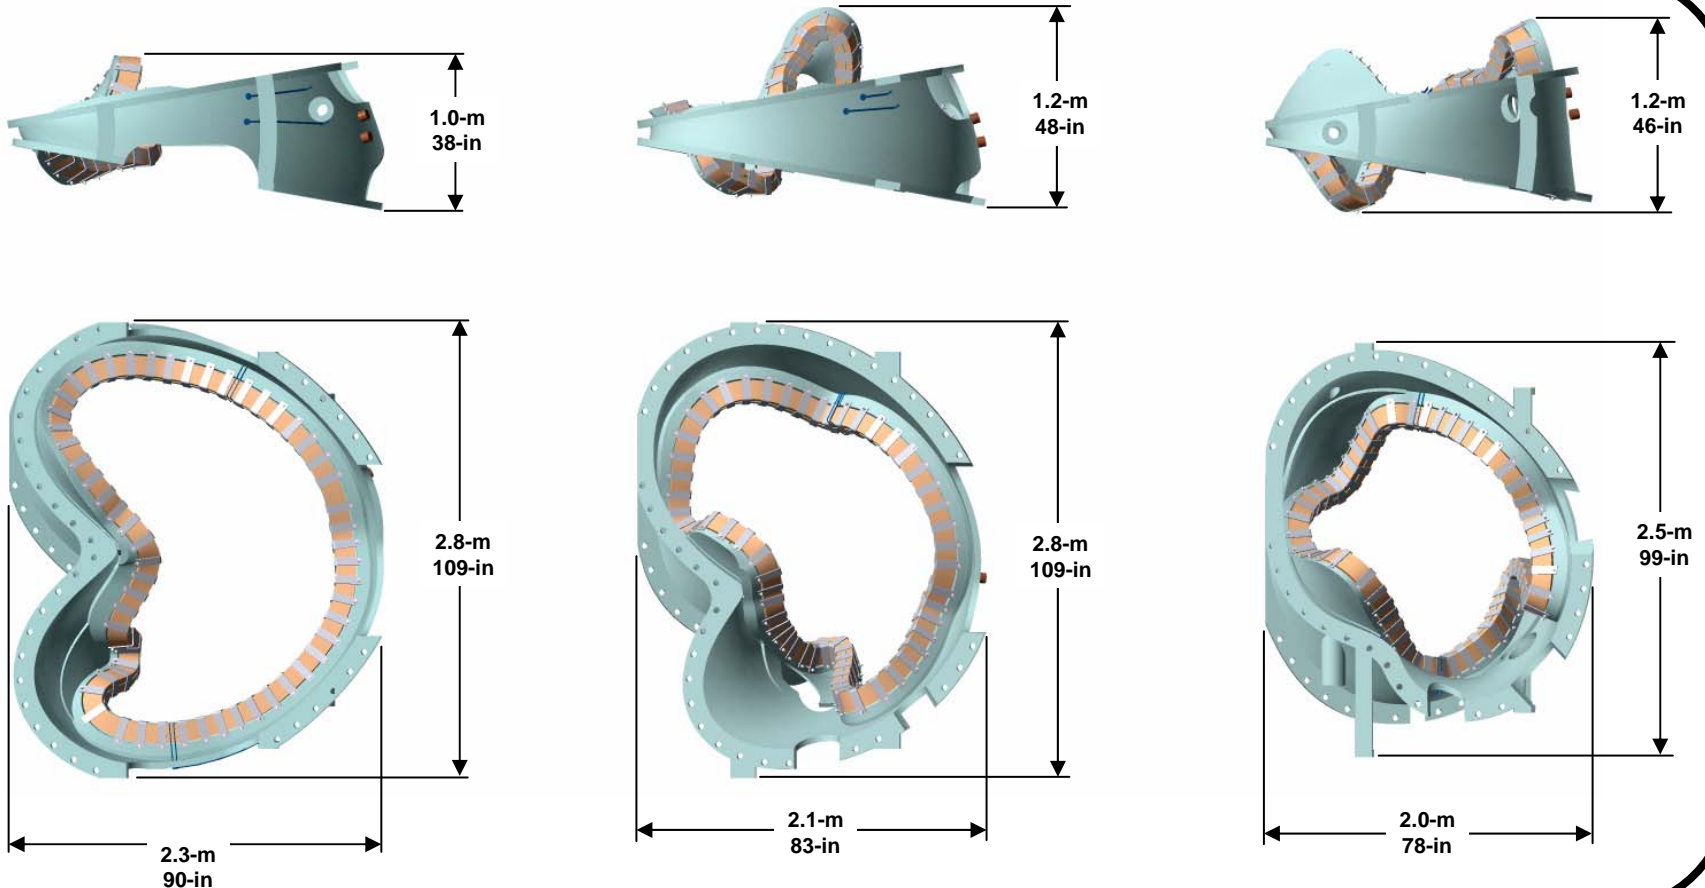 1.0-m
38-in
1.2-m
48-in
1.2-m
46-in
2.8-m
109-in
2.8-m
109-in
2.5-m
99-in
2.3-m
90-in
2.1-m
83-in
2.0-m
78-in